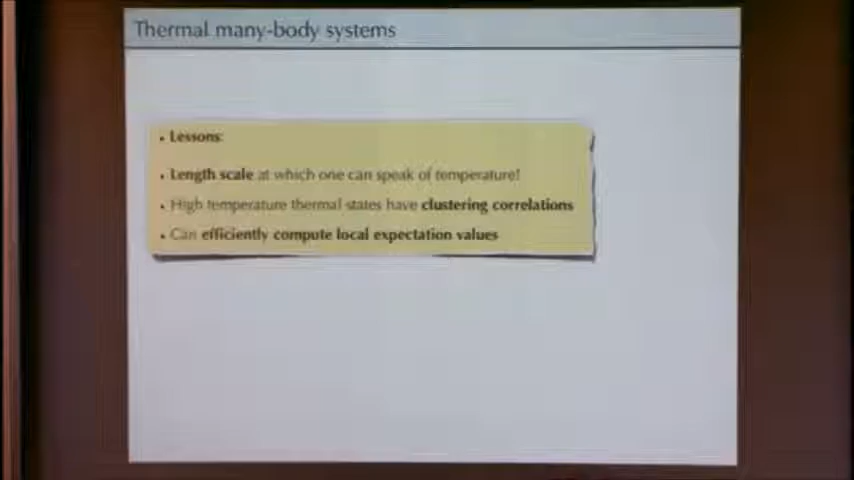 Thermal many-body systems
• Lessons:
• Length scale at which one can speak of temperature!
• High temperature thermal states have clustering correlations
• Can efficiently compute local expectation values